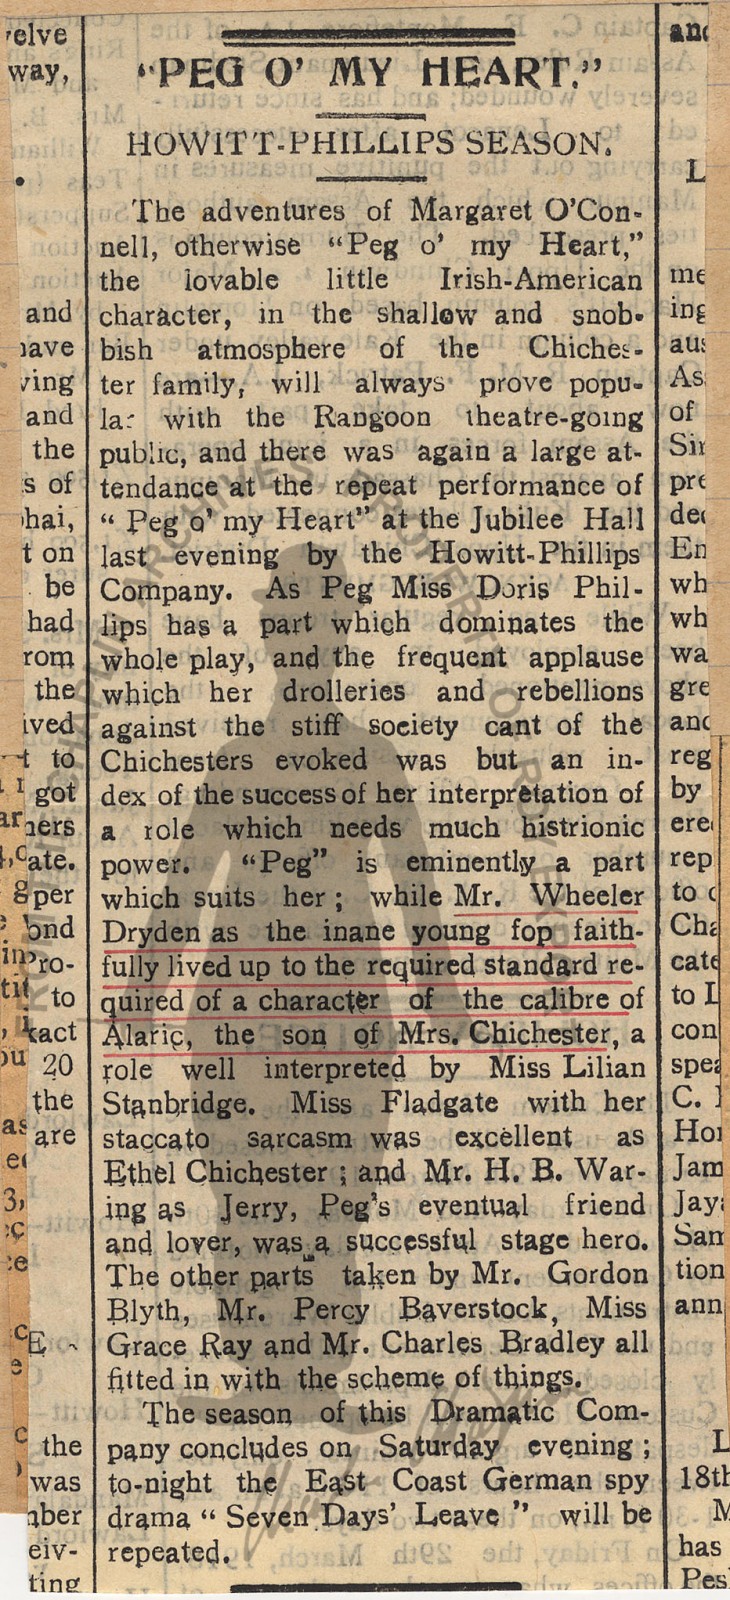 "PEG O' MY HEART."
HOWITT-PHILLIPS SEASON.
The adventures of Margaret O'Con-
nell, otherwise "Peg o' my Heart,"
the lovable little Irish-American
character, in the shallow and snob-
bish atmosphere of the Chiches-
ter family, will always prove popu-
lar with the Rangoon theatre-going
public, and there was again a large at-
tendance at the repeat performance of
" Peg o' my Heart" at the Jubilee Hall
last evening by the Howitt-Phillips
Company. As Peg Miss Doris Phil-
lips has a part which dominates the
whole play, and the frequent applause
which her drolleries and rebellions
against the stiff society cant of the
Chichesters evoked was but an in-
dex of the success of her interpretation of
a role which needs much histrionic
power. "Peg" is eminently a part
which suits her ; while Mr. Wheeler
Dryden as the inane young fop faith-
fully lived up to the required standard re-
quired of a character of the calibre of
Alaric, the son of Mrs. Chichester, a
role well interpreted by Miss Lilian
Stanbridge. Miss Fladgate with her
staccato sarcasm was excellent as
Ethel Chichester ; and Mr. H. B. War-
ing as Jerry, Peg's eventual friend
and lover, was a successful stage hero.
The other parts taken by Mr. Gordon
Blyth, Mr. Percy Baverstock, Miss
Grace Ray and Mr. Charles Bradley all
fitted in with the scheme of things.
The season of this Dramatic Com-
pany concludes on Saturday evening ;
to-night the East Coast German spy
drama " Seven Days' Leave " will be
repeated.